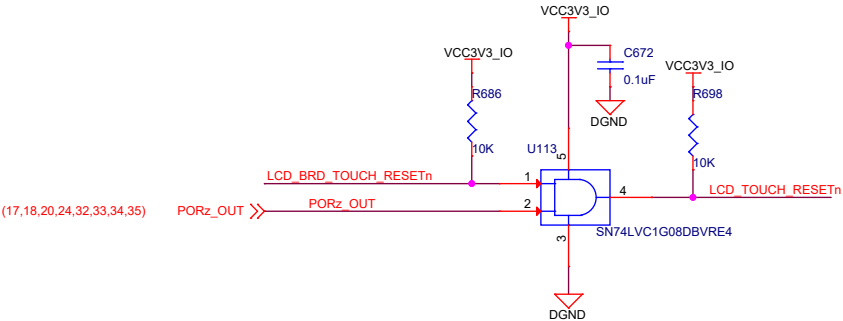 VCC3V3_IO
VCC3V3_IO
C672
VCC3V3_IO
0.1uF
R686
R698
DGND
10K
U113
5
10K
LCD_BRD_TOUCH_RESETn
1
4
LCD_TOUCH_RESETn
(17,18,20,24,32,33,34,35)
PORz_OUT
PORz_OUT
2
SN74LVC1G08DBVRE4
3
DGND